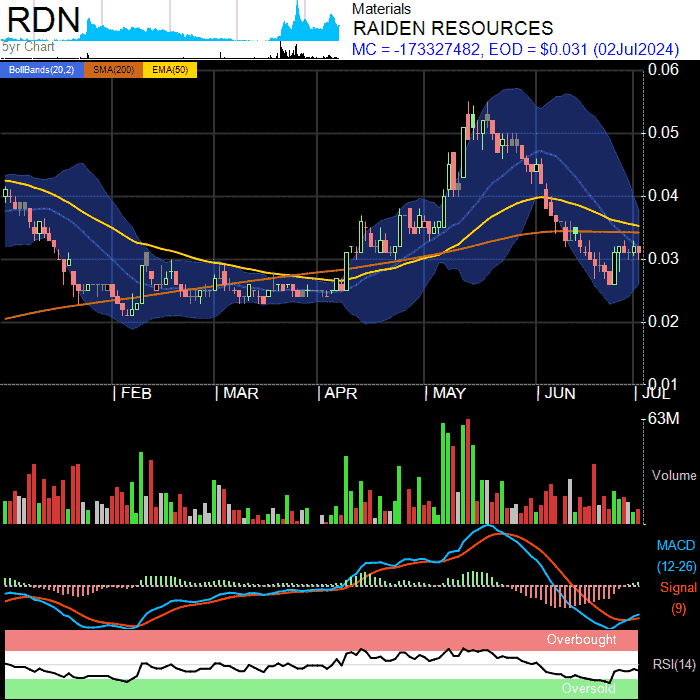 RDN
5yr Chart
Materials
RAIDEN RESOURCES
MC = -173327482, EOD = $0.031 (02Jul2024)
BollBands(20,2) SMA(200) EMA(50)
0.06
0.05
0.04
0.03
0.02
0.01
FEB MAR APR MAY JUN JUL
63M
Volume
MACD
(12-26)
Signal
(9)
Overbought
RSI(14)
Oversold